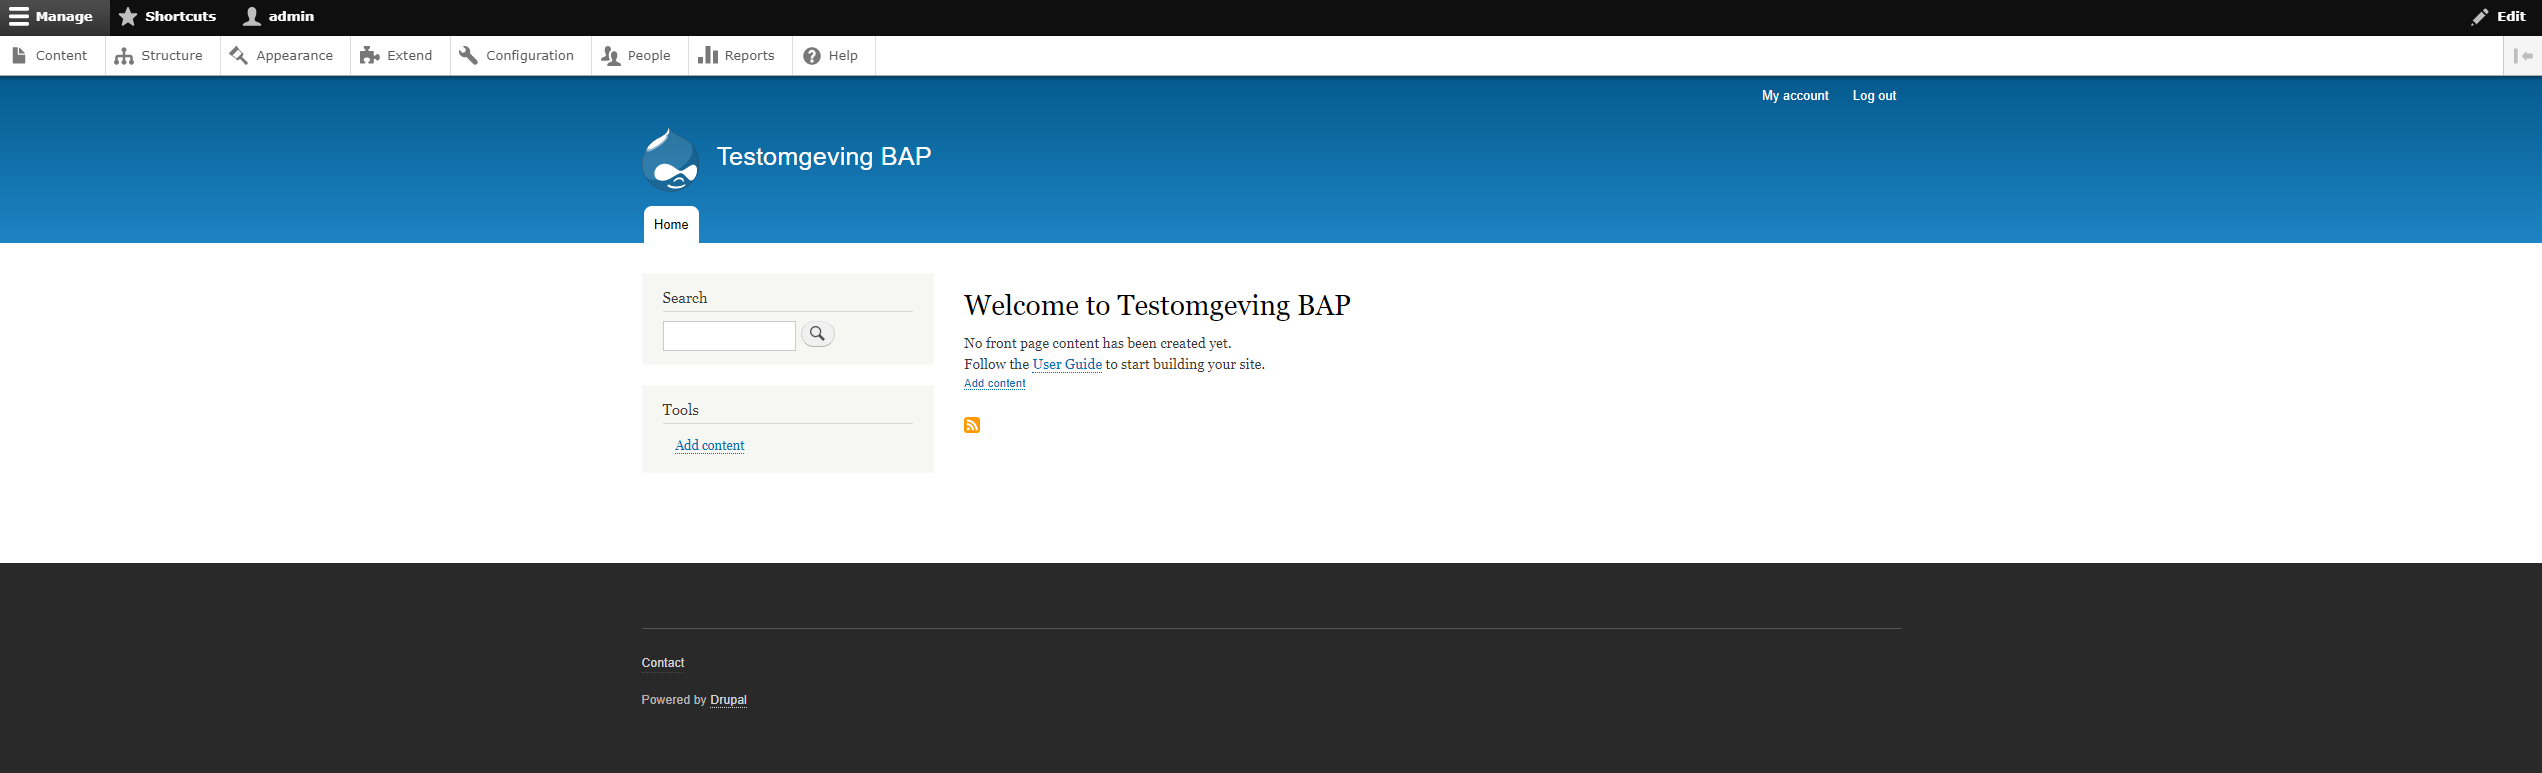 Manage Shortcuts admin Edit
Content Structure Appearance Extend Configuration People Reports Help
My account Log out
Testomgeving BAP
Home
Search
Tools
Add content
Welcome to Testomgeving BAP
No front page content has been created yet.
Follow the User Guide to start building your site.
Add content
Contact
Powered by Drupal